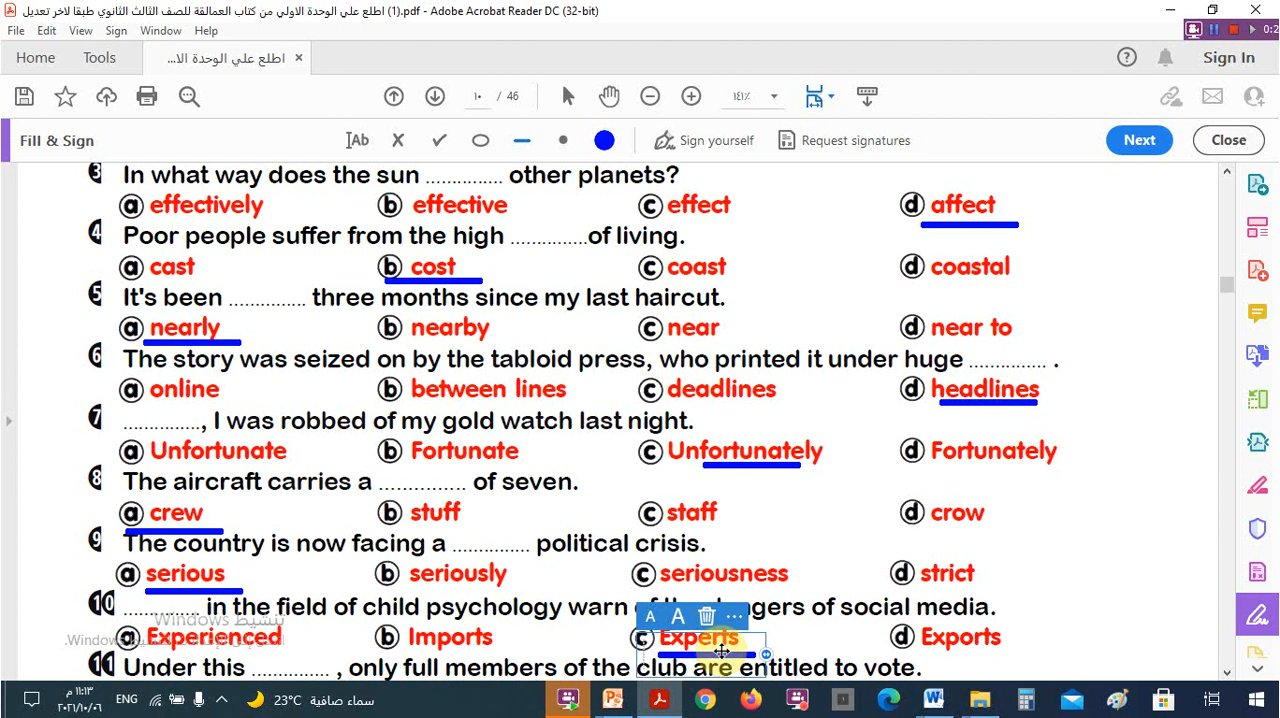 اطلع علي الوحدة الاولي من كتاب العمالقة للصف الثالث الثانوي طبقا لاخر تعديل (1).pdf - Adobe Acrobat Reader DC (32-bit)
File Edit View Sign Window Help
Home Tools اطلع علي الوحدة الا... × Sign In
١٠ / 46 ١٤١٪
Fill & Sign Ab Sign yourself Request signatures Next Close
3 In what way does the sun .............. other planets?
a effectively b effective c effect d affect
4 Poor people suffer from the high ..............of living.
a cast b cost c coast d coastal
5 It's been .............. three months since my last haircut.
a nearly b nearby c near d near to
6 The story was seized on by the tabloid press, who printed it under huge .............. .
a online b between lines c deadlines d headlines
7 .............., I was robbed of my gold watch last night.
a Unfortunate b Fortunate c Unfortunately d Fortunately
8 The aircraft carries a .............. of seven.
a crew b stuff c staff d crow
9 The country is now facing a .............. political crisis.
a serious b seriously c seriousness d strict
10 .............. in the field of child psychology warn of the dangers of social media.
a Experienced b Imports c Experts d Exports
11 Under this .............. , only full members of the club are entitled to vote.
تنشيط Windows
ENG 23°C سماء صافية
١١:١٣ م
٢٠٢١/١٠/٠٦